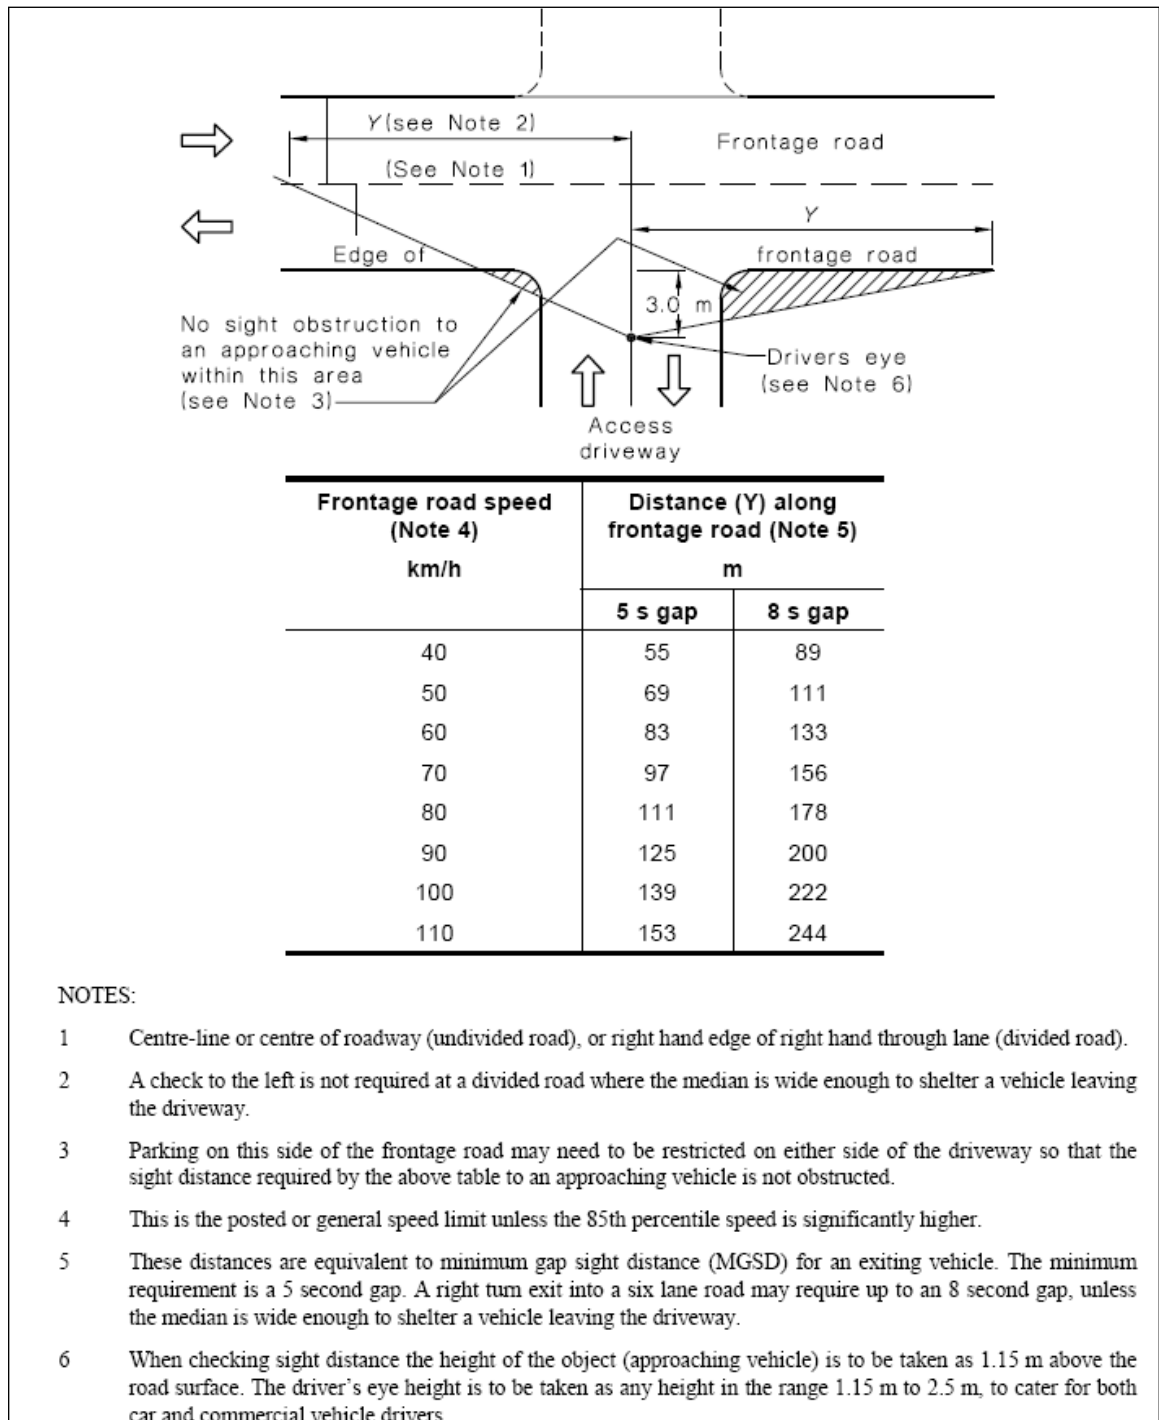 Y(see Note 2)
Frontage road
(See Note 1)
Y
Edge of
frontage road
3.0 m
No sight obstruction to
an approaching vehicle
within this area
(see Note 3)
Drivers eye
(see Note 6)
Access
driveway
Frontage road speed
(Note 4)
km/h
Distance (Y) along
frontage road (Note 5)
m
5 s gap 8 s gap
40 55 89
50 69 111
60 83 133
70 97 156
80 111 178
90 125 200
100 139 222
110 153 244
NOTES:
1 Centre-line or centre of roadway (undivided road), or right hand edge of right hand through lane (divided road).
2 A check to the left is not required at a divided road where the median is wide enough to shelter a vehicle leaving
the driveway.
3 Parking on this side of the frontage road may need to be restricted on either side of the driveway so that the
sight distance required by the above table to an approaching vehicle is not obstructed.
4 This is the posted or general speed limit unless the 85th percentile speed is significantly higher.
5 These distances are equivalent to minimum gap sight distance (MGSD) for an exiting vehicle. The minimum
requirement is a 5 second gap. A right turn exit into a six lane road may require up to an 8 second gap, unless
the median is wide enough to shelter a vehicle leaving the driveway.
6 When checking sight distance the height of the object (approaching vehicle) is to be taken as 1.15 m above the
road surface. The driver's eye height is to be taken as any height in the range 1.15 m to 2.5 m, to cater for both
car and commercial vehicle drivers.